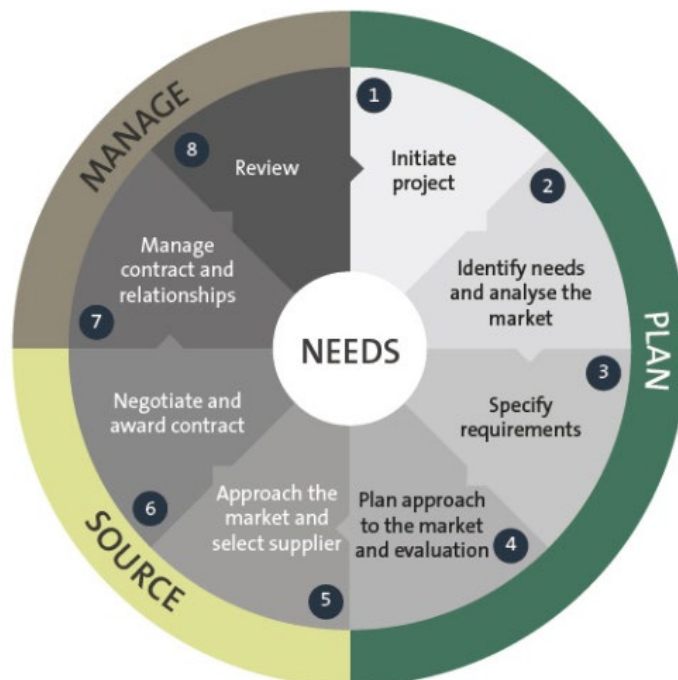 MANAGE
PLAN
SOURCE
NEEDS
1
Initiate
project
2
Identify needs
and analyse the
market
3
Specify
requirements
4
Plan approach
to the market
and evaluation
5
Approach the
market and
select supplier
6
Negotiate and
award contract
7
Manage
contract and
relationships
8
Review